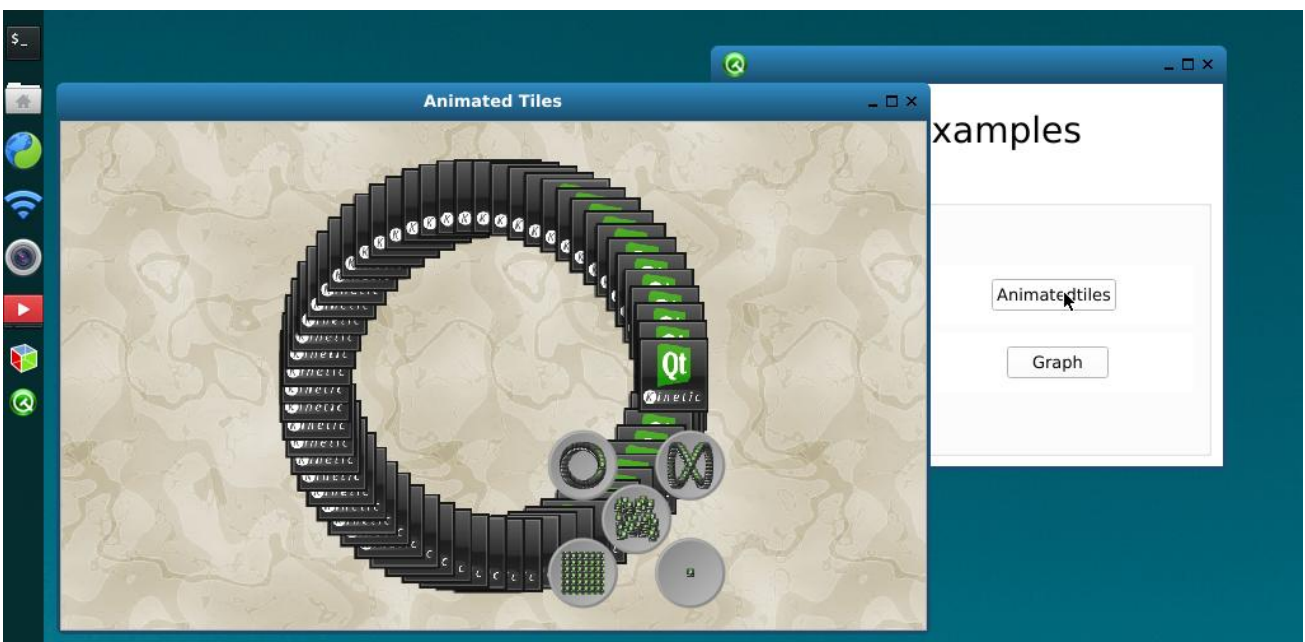 $_
Animated Tiles
xamples
Animatedtiles
Graph
Qt
Kinetic